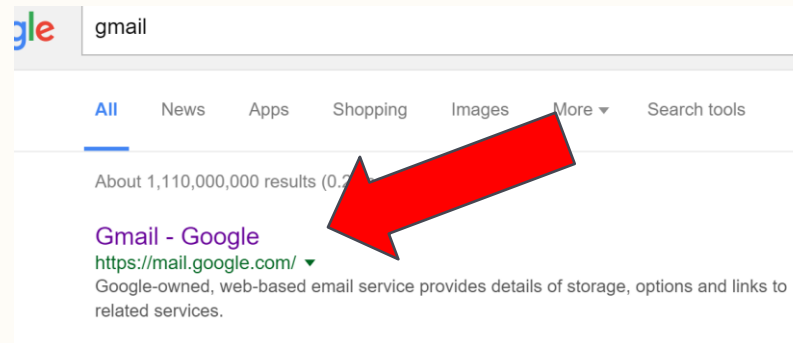 gle
gmail
All News Apps Shopping Images More Search tools
About 1,110,000,000 results
Gmail - Google
https://mail.google.com/
Google-owned, web-based email service provides details of storage, options and links to
related services.